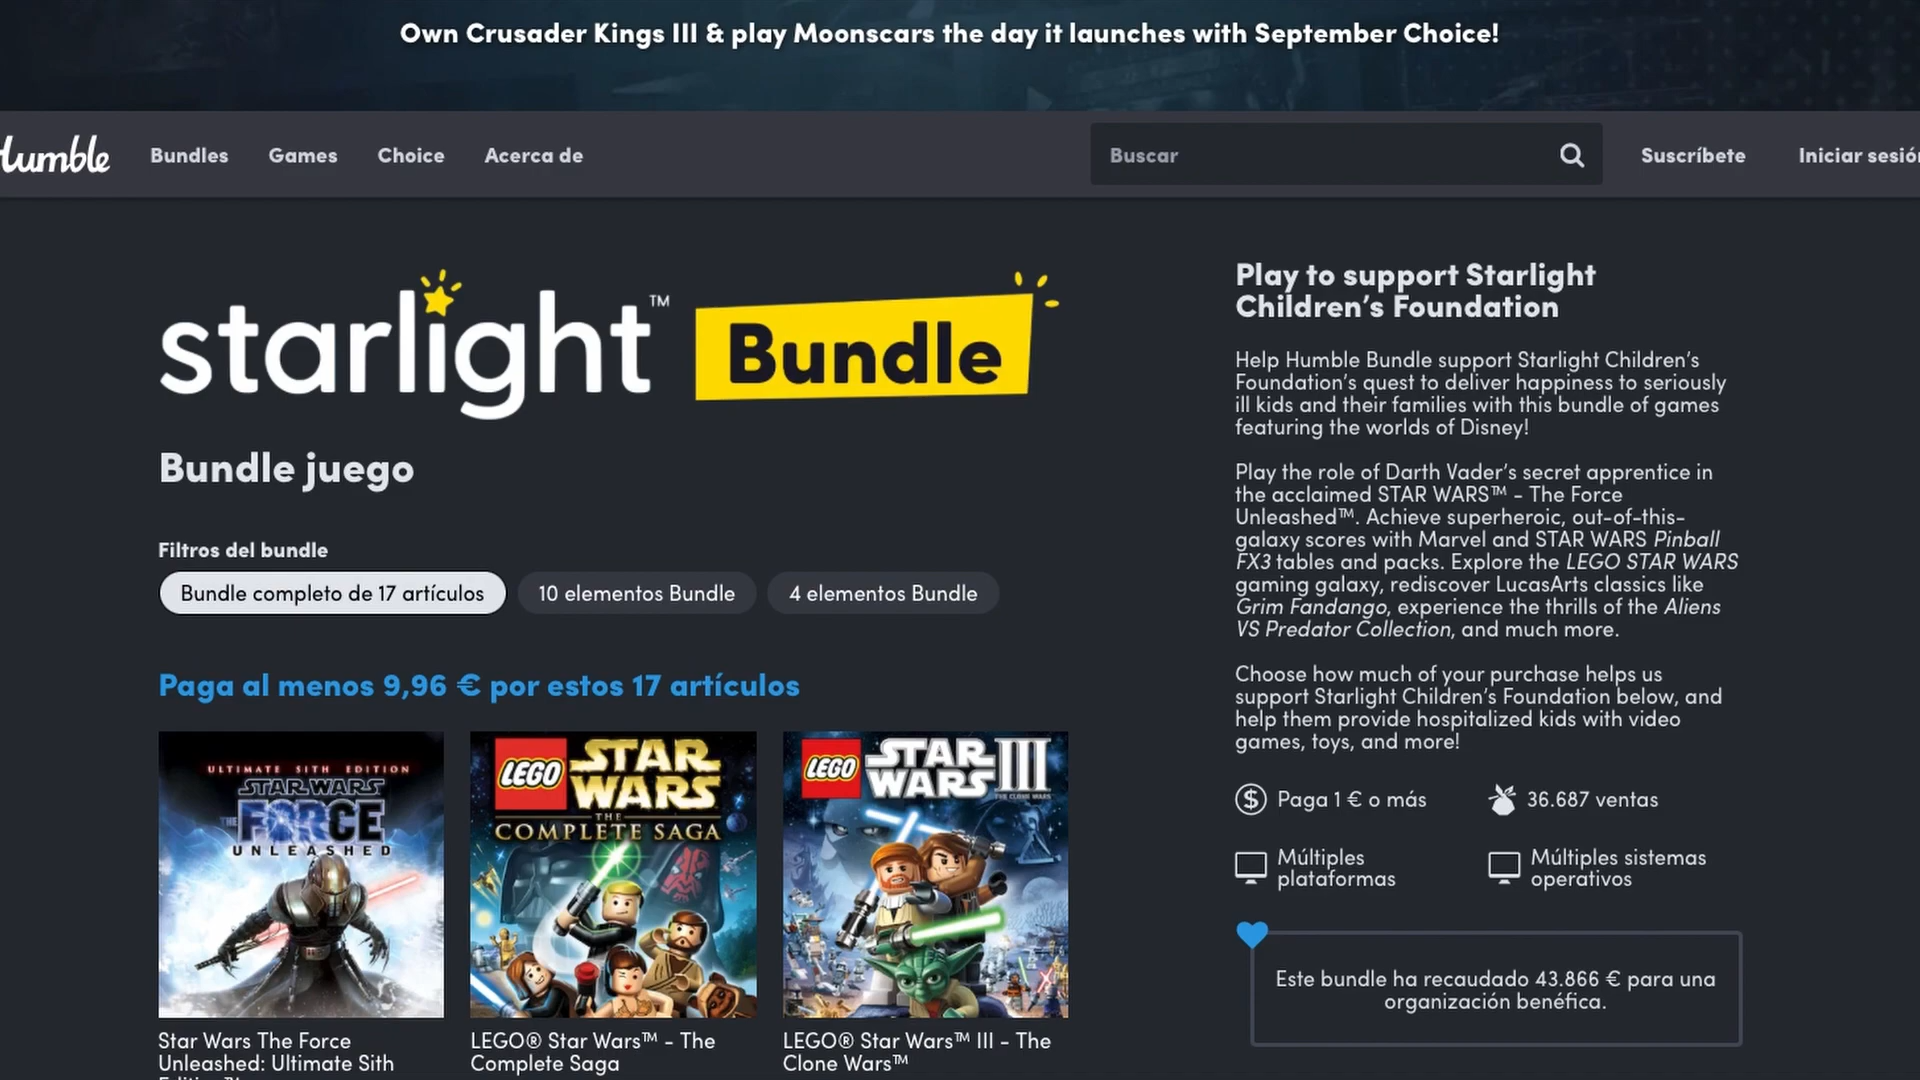 Own Crusader Kings III & play Moonscars the day it launches with September Choice!
Humble
Bundles
Games
Choice
Acerca de
Buscar
Suscríbete
Iniciar sesión
starlight™
Bundle
Bundle juego
Filtros del bundle
Bundle completo de 17 artículos
10 elementos Bundle
4 elementos Bundle
Paga al menos 9,96 € por estos 17 artículos
ULTIMATE SITH EDITION
STAR WARS
THE FORCE
UNLEASHED
Star Wars The Force
Unleashed: Ultimate Sith
LEGO STAR
WARS
THE
COMPLETE SAGA
LEGO® Star Wars™ - The
Complete Saga
LEGO STAR
WARS III
THE CLONE WARS
LEGO® Star Wars™ III - The
Clone Wars™
Play to support Starlight
Children’s Foundation
Help Humble Bundle support Starlight Children’s
Foundation’s quest to deliver happiness to seriously
ill kids and their families with this bundle of games
featuring the worlds of Disney!
Play the role of Darth Vader’s secret apprentice in
the acclaimed STAR WARS™ - The Force
Unleashed™. Achieve superheroic, out-of-this-
galaxy scores with Marvel and STAR WARS Pinball
FX3 tables and packs. Explore the LEGO STAR WARS
gaming galaxy, rediscover LucasArts classics like
Grim Fandango, experience the thrills of the Aliens
VS Predator Collection, and much more.
Choose how much of your purchase helps us
support Starlight Children’s Foundation below, and
help them provide hospitalized kids with video
games, toys, and more!
Paga 1 € o más
36.687 ventas
Múltiples
plataformas
Múltiples sistemas
operativos
Este bundle ha recaudado 43.866 € para una
organización benéfica.